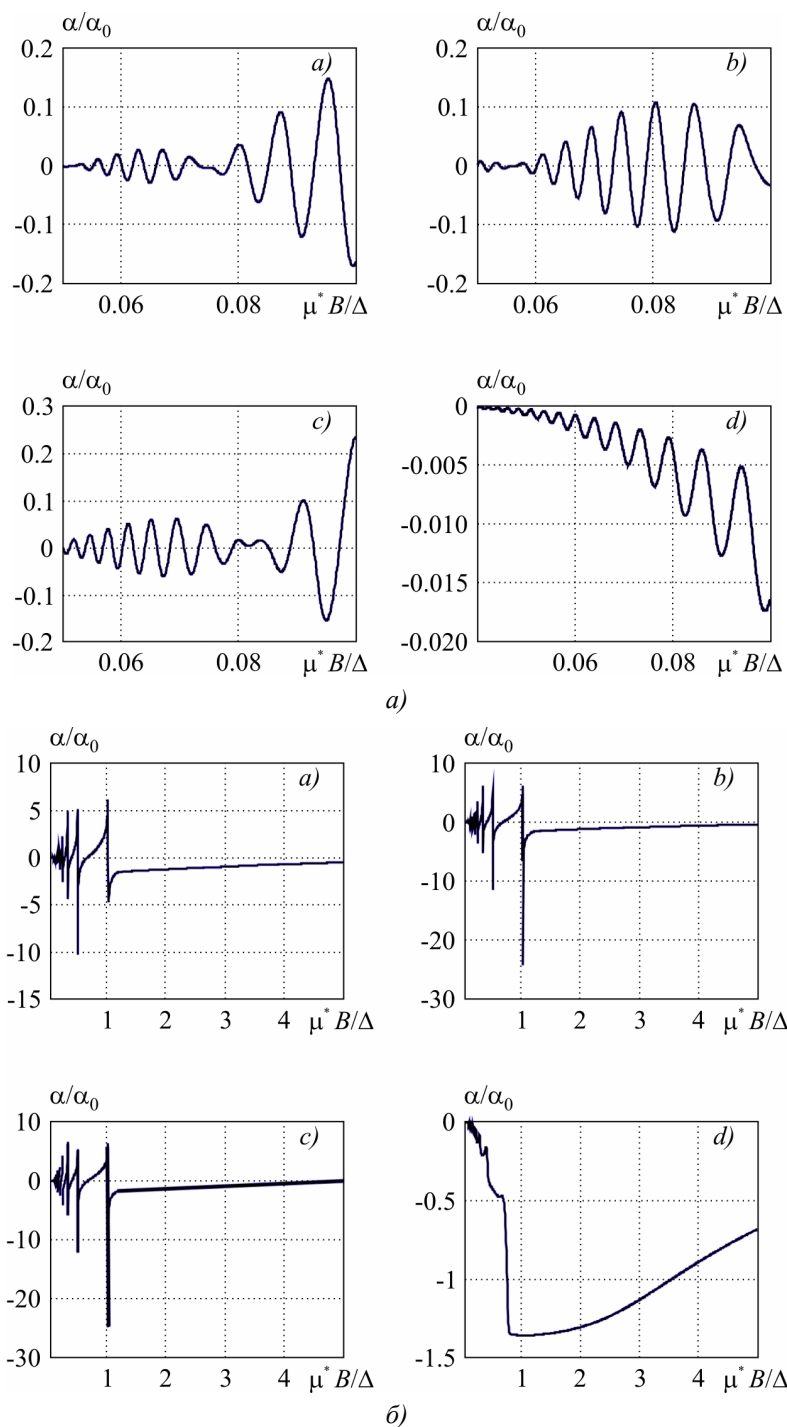 α/α₀ α/α₀
0.2 a) 0.2 b)
0.1 0.1
0 0
-0.1 -0.1
-0.2 -0.2
0.06 0.08 μ* B/Δ 0.06 0.08 μ* B/Δ
α/α₀ α/α₀
0.3 c) 0 d)
0.2 -0.005
0.1 -0.010
0 -0.015
-0.1 -0.020
-0.2
0.06 0.08 μ* B/Δ 0.06 0.08 μ* B/Δ
а)
α/α₀ α/α₀
10 a) 10 b)
5 0
0 -10
-5 -20
-10 -30
-15
1 2 3 4 μ* B/Δ 1 2 3 4 μ* B/Δ
α/α₀ α/α₀
10 c) 0 d)
0 -0.5
-10 -1
-20 -1.5
-30
1 2 3 4 μ* B/Δ 1 2 3 4 μ* B/Δ
б)